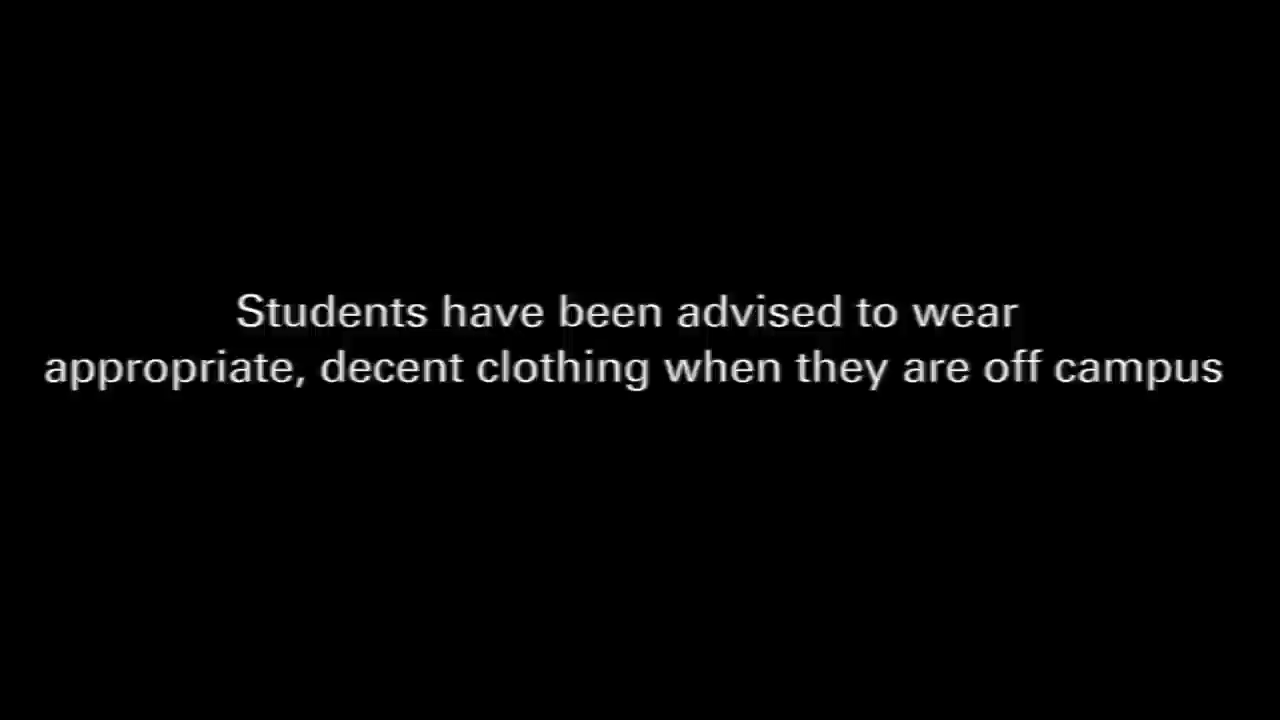 Students have been advised to wear
appropriate, decent clothing when they are off campus